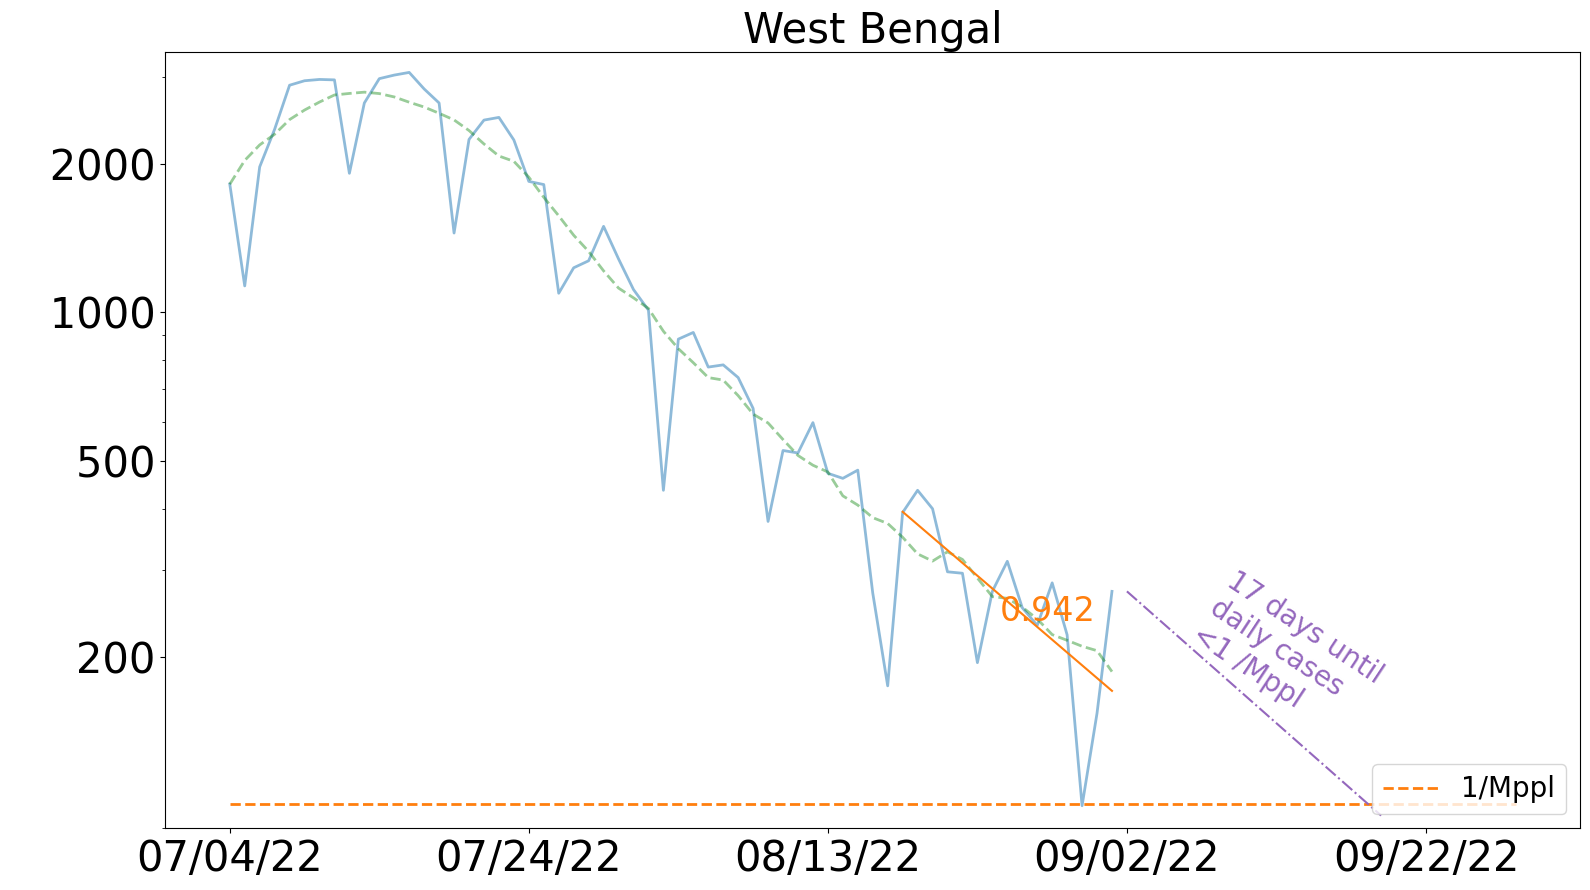 West Bengal
2000
1000
500
200
0.942
17 days until
daily cases
<1 /Mppl
1/Mppl
07/04/22 07/24/22 08/13/22 09/02/22 09/22/22